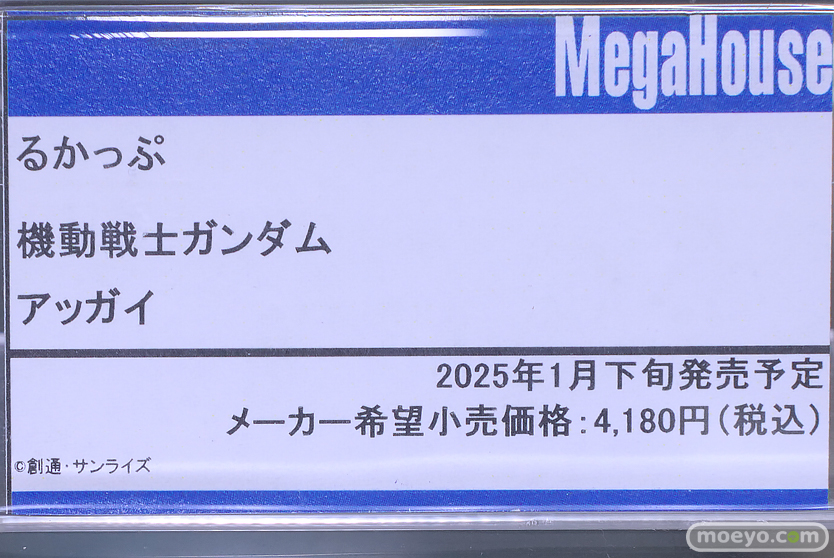 MegaHouse
るかっぷ
機動戦士ガンダム
アッガイ
2025年1月下旬発売予定
メーカー希望小売価格:4,180円(税込)
©創通・サンライズ
moeyo.com